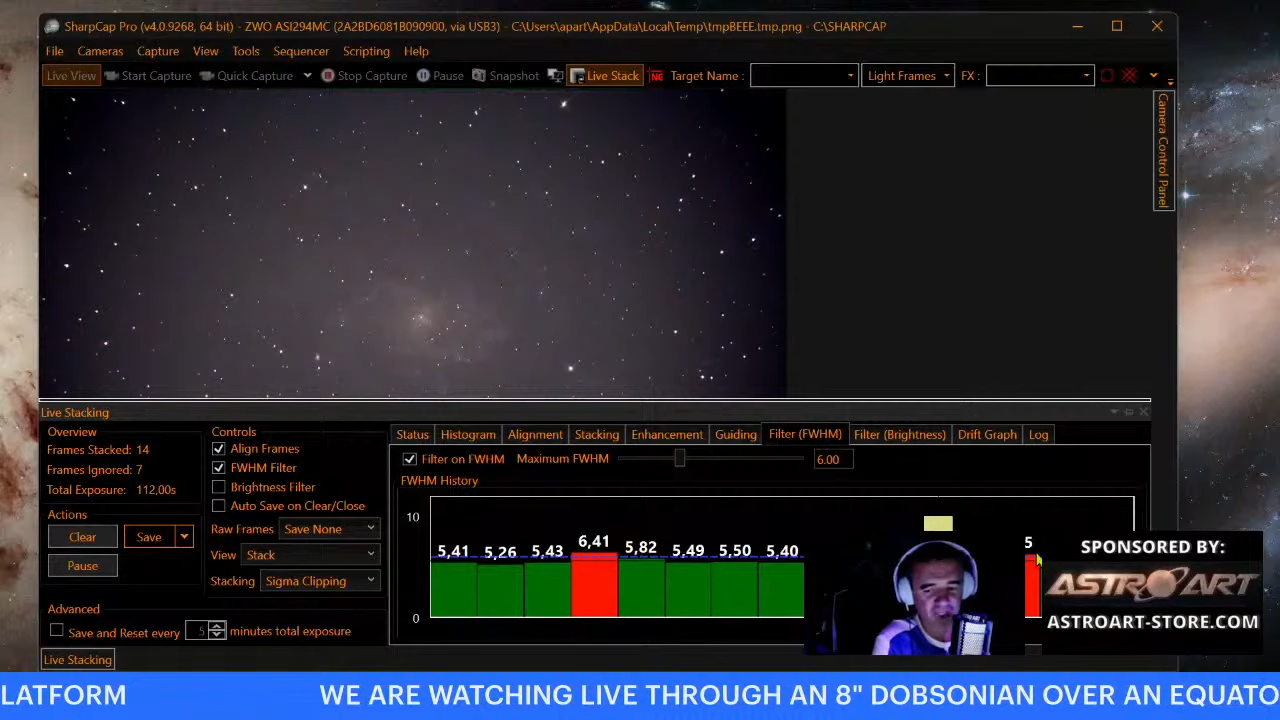 SharpCap Pro (v4.0.9268, 64 bit) - ZWO ASI294MC (2A2BD6081B090900, via USB3) - C:\Users\apart\AppData\Local\Temp\tmpBEEE.tmp.png - C:\SHARPCAP
File Cameras Capture View Tools Sequencer Scripting Help
Live View Start Capture Quick Capture Stop Capture Pause Snapshot Live Stack Target Name : Light Frames FX :
Camera Control Panel
Live Stacking
Overview
Frames Stacked: 14
Frames Ignored: 7
Total Exposure: 112,00s
Actions
Clear Save
Pause
Advanced
Save and Reset every 5 minutes total exposure
Controls
Align Frames
FWHM Filter
Brightness Filter
Auto Save on Clear/Close
Raw Frames Save None
View Stack
Stacking Sigma Clipping
Status Histogram Alignment Stacking Enhancement Guiding Filter (FWHM) Filter (Brightness) Drift Graph Log
Filter on FWHM Maximum FWHM 6.00
FWHM History
10
5,41 5,26 5,43 6,41 5,82 5,49 5,50 5,40 5
0
Live Stacking
SPONSORED BY:
ASTROART
ASTROART-STORE.COM
LATFORM WE ARE WATCHING LIVE THROUGH AN 8" DOBSONIAN OVER AN EQUATO